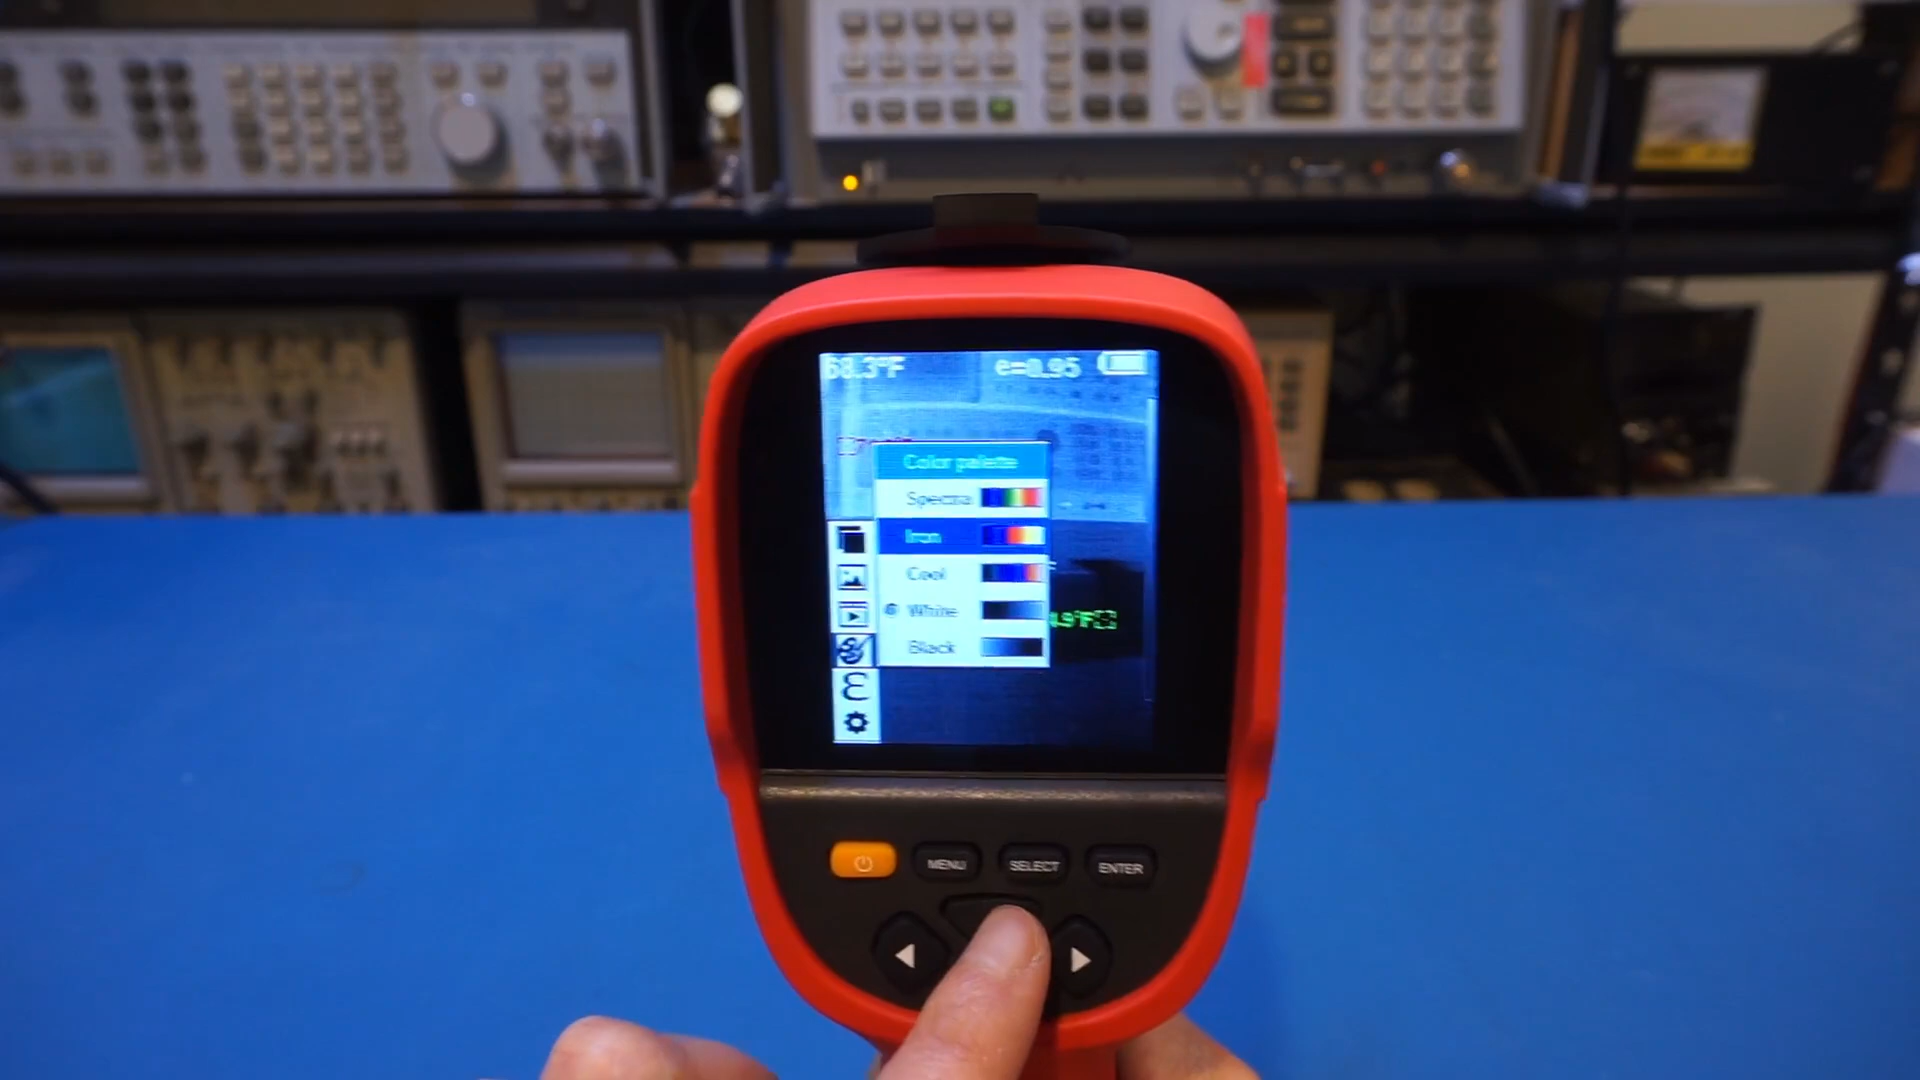 68.3°F e=0.95
Color palette
Spectra
Iron
Cool
White
Black
ε
MENU SELECT ENTER